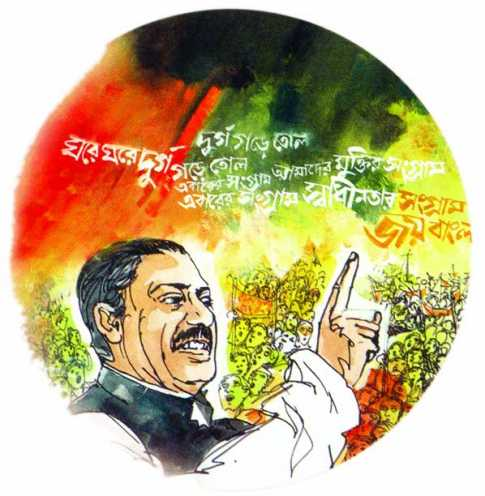 ঘরে ঘরে দুর্গ গড়ে তোল
দুর্গ গড়ে তোল
এবারের সংগ্রাম আমাদের মুক্তির সংগ্রাম
এবারের সংগ্রাম স্বাধীনতার সংগ্রাম
জয় বাংলা